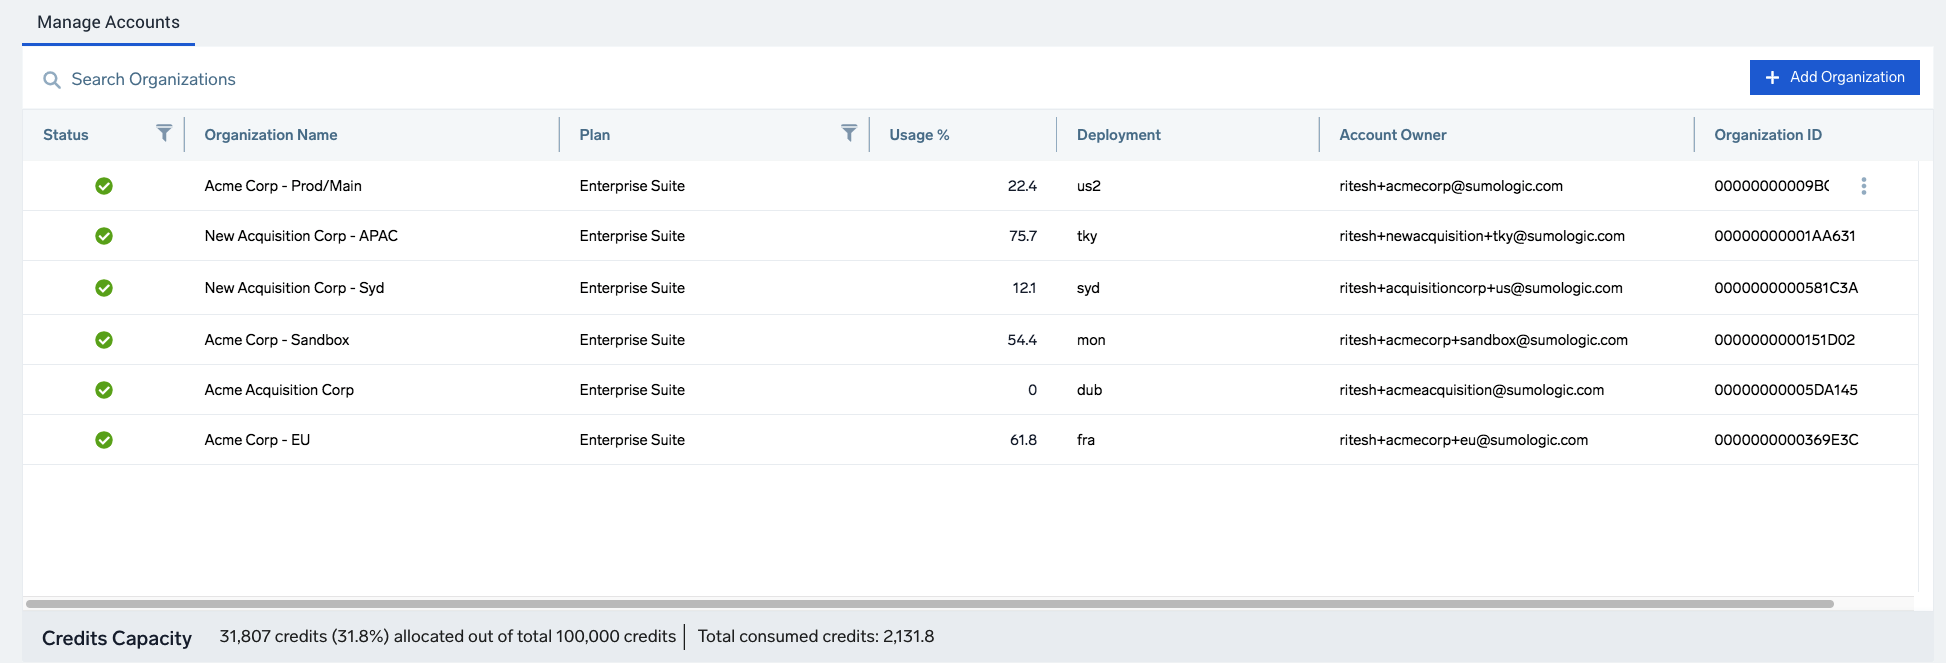 Manage Accounts
Search Organizations
Add Organization
Status Organization Name Plan Usage % Deployment Account Owner Organization ID
Acme Corp - Prod/Main Enterprise Suite 22.4 us2 ritesh+acmecorp@sumologic.com 00000000009B
New Acquisition Corp - APAC Enterprise Suite 75.7 tky ritesh+newacquisition+tky@sumologic.com 00000000001AA631
New Acquisition Corp - Syd Enterprise Suite 12.1 syd ritesh+acquisitioncorp+us@sumologic.com 0000000000581C3A
Acme Corp - Sandbox Enterprise Suite 54.4 mon ritesh+acmecorp+sandbox@sumologic.com 0000000000151D02
Acme Acquisition Corp Enterprise Suite 0 dub ritesh+acmeacquisition@sumologic.com 00000000005DA145
Acme Corp - EU Enterprise Suite 61.8 fra ritesh+acmecorp+eu@sumologic.com 0000000000369E3C
Credits Capacity 31,807 credits (31.8%) allocated out of total 100,000 credits Total consumed credits: 2,131.8